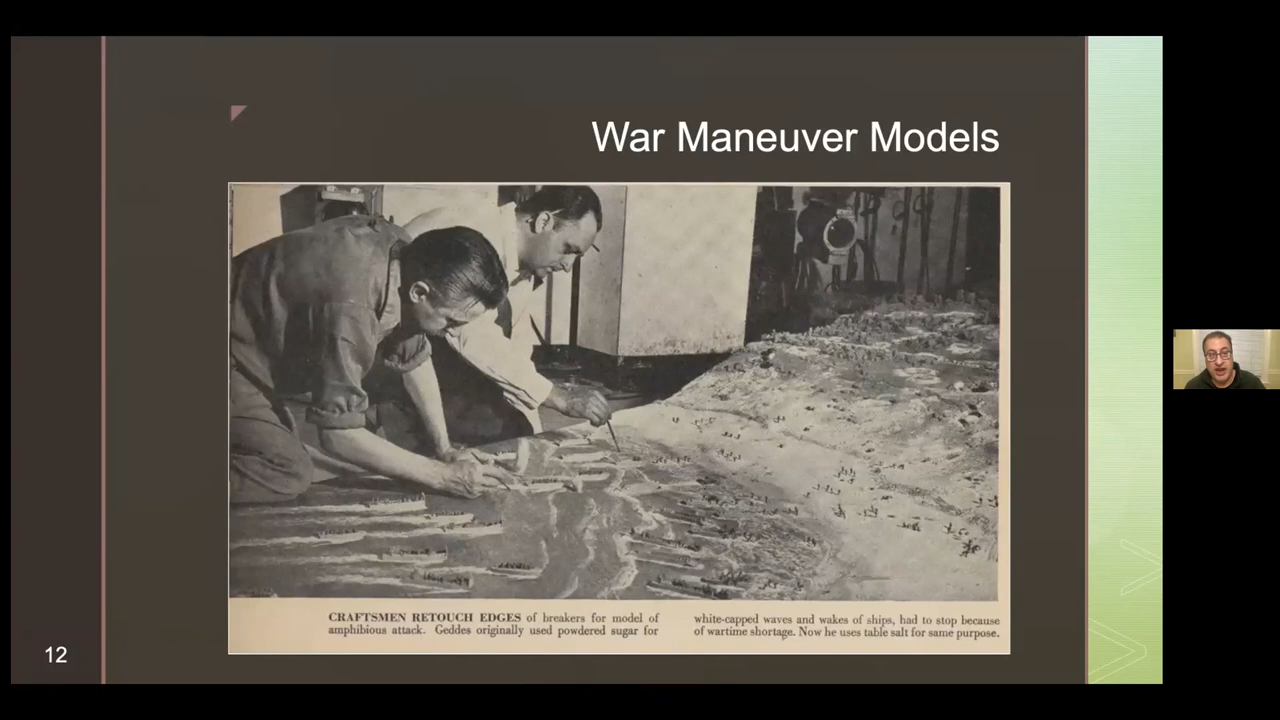 War Maneuver Models
CRAFTSMEN RETOUCH EDGES of breakers for model of
amphibious attack. Geddes originally used powdered sugar for
white-capped waves and wakes of ships, had to stop because
of wartime shortage. Now he uses table salt for same purpose.
12